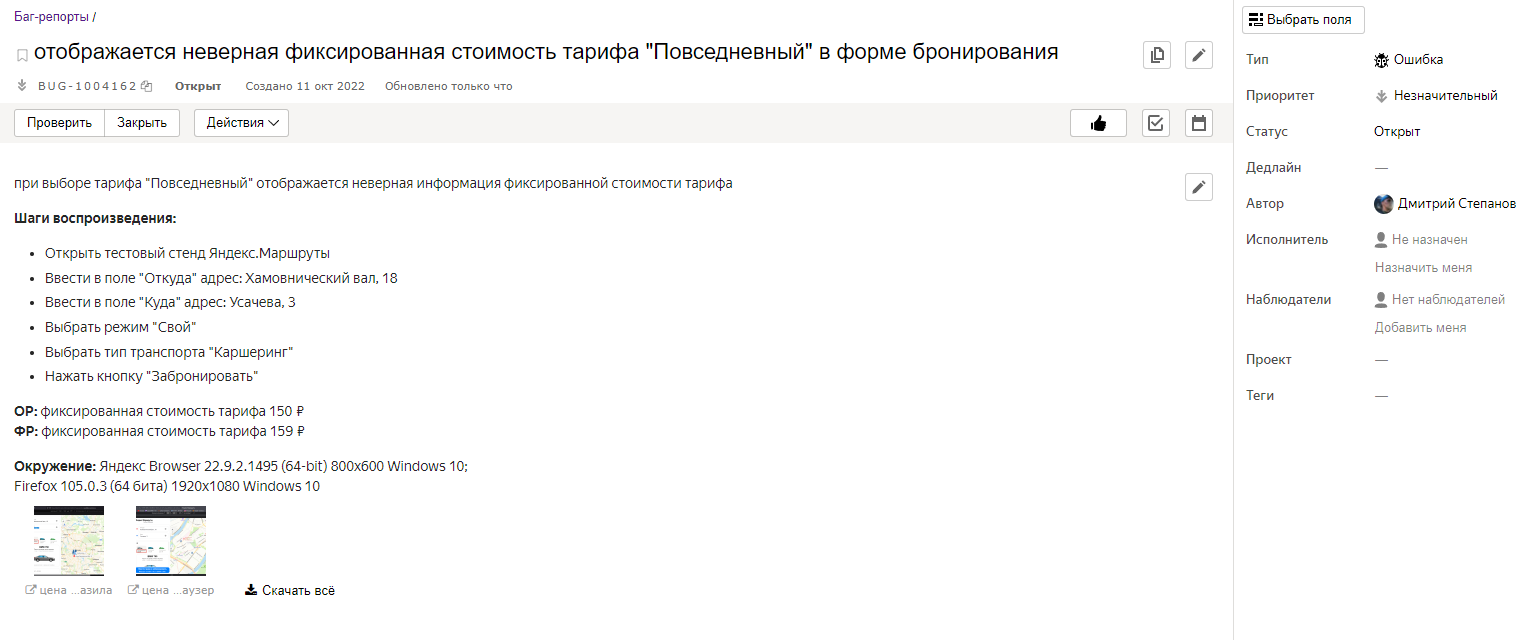 Баг-репорты /
отображается неверная фиксированная стоимость тарифа "Повседневный" в форме бронирования
BUG-1004162 Открыт Создано 11 окт 2022 Обновлено только что
Проверить Закрыть Действия
при выборе тарифа "Повседневный" отображается неверная информация фиксированной стоимости тарифа
Шаги воспроизведения:
• Открыть тестовый стенд Яндекс.Маршруты
• Ввести в поле "Откуда" адрес: Хамовнический вал, 18
• Ввести в поле "Куда" адрес: Усачева, 3
• Выбрать режим "Свой"
• Выбрать тип транспорта "Каршеринг"
• Нажать кнопку "Забронировать"
ОР: фиксированная стоимость тарифа 150 ₽
ФР: фиксированная стоимость тарифа 159 ₽
Окружение: Яндекс Browser 22.9.2.1495 (64-bit) 800x600 Windows 10;
Firefox 105.0.3 (64 бита) 1920x1080 Windows 10
цена ...азила цена ...аузер Скачать всё
Выбрать поля
Тип Ошибка
Приоритет Незначительный
Статус Открыт
Дедлайн —
Автор Дмитрий Степанов
Исполнитель Не назначен
Назначить меня
Наблюдатели Нет наблюдателей
Добавить меня
Проект —
Теги —